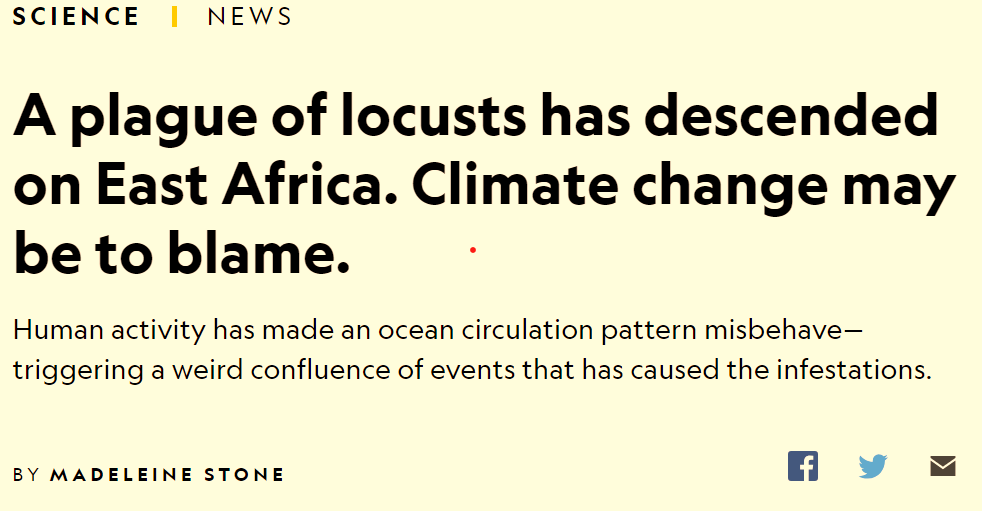 SCIENCE | NEWS
A plague of locusts has descended
on East Africa. Climate change may
be to blame.
Human activity has made an ocean circulation pattern misbehave—
triggering a weird confluence of events that has caused the infestations.
BY MADELEINE STONE